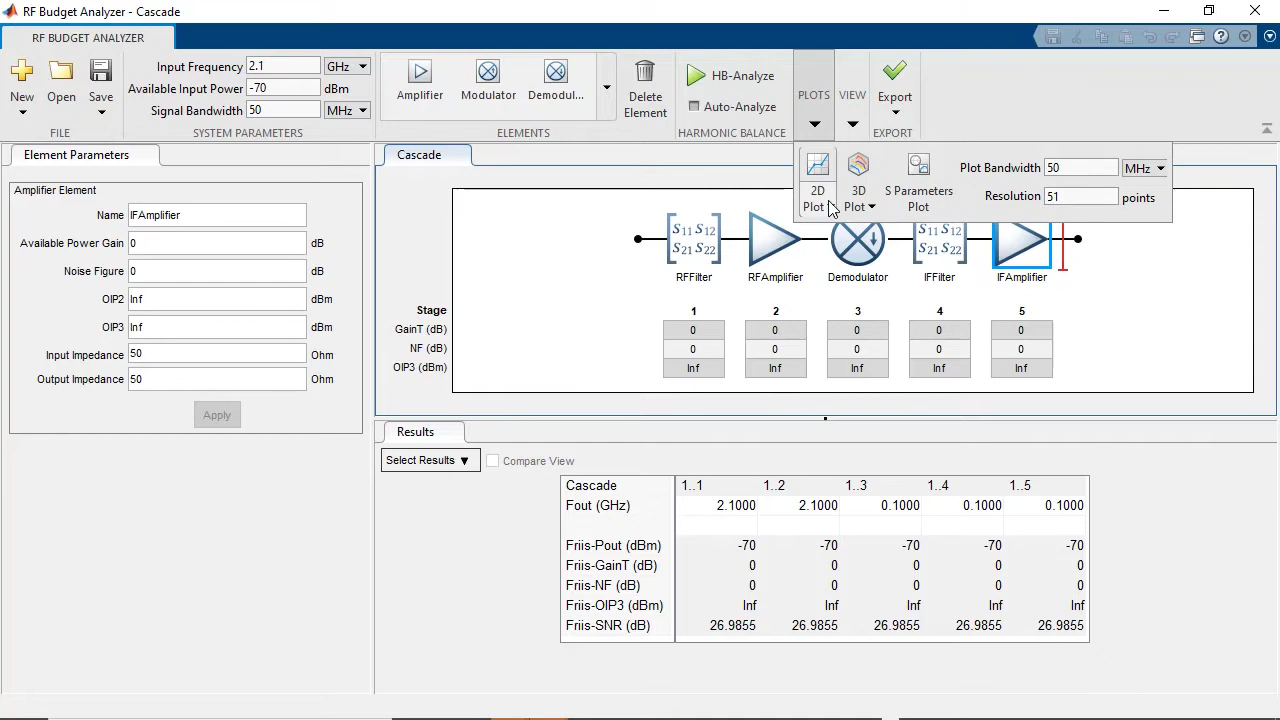 RF Budget Analyzer - Cascade
RF BUDGET ANALYZER
New
Open
Save
FILE
Input Frequency 2.1 GHz
Available Input Power -70 dBm
Signal Bandwidth 50 MHz
SYSTEM PARAMETERS
Amplifier
Modulator
Demodul...
Delete Element
ELEMENTS
HB-Analyze
Auto-Analyze
HARMONIC BALANCE
PLOTS
VIEW
Export
EXPORT
2D Plot
3D Plot
S Parameters Plot
Plot Bandwidth 50 MHz
Resolution 51 points
Element Parameters
Amplifier Element
Name IFAmplifier
Available Power Gain 0 dB
Noise Figure 0 dB
OIP2 Inf dBm
OIP3 Inf dBm
Input Impedance 50 Ohm
Output Impedance 50 Ohm
Apply
Cascade
S11 S12 S11 S12
S21 S22 S21 S22
RFFilter RFAmplifier Demodulator IFFilter IFAmplifier
Stage 1 2 3 4 5
GainT (dB) 0 0 0 0 0
NF (dB) 0 0 0 0 0
OIP3 (dBm) Inf Inf Inf Inf Inf
Results
Select Results ▼ Compare View
Cascade 1..1 1..2 1..3 1..4 1..5
Fout (GHz) 2.1000 2.1000 0.1000 0.1000 0.1000
Friis-Pout (dBm) -70 -70 -70 -70 -70
Friis-GainT (dB) 0 0 0 0 0
Friis-NF (dB) 0 0 0 0 0
Friis-OIP3 (dBm) Inf Inf Inf Inf Inf
Friis-SNR (dB) 26.9855 26.9855 26.9855 26.9855 26.9855